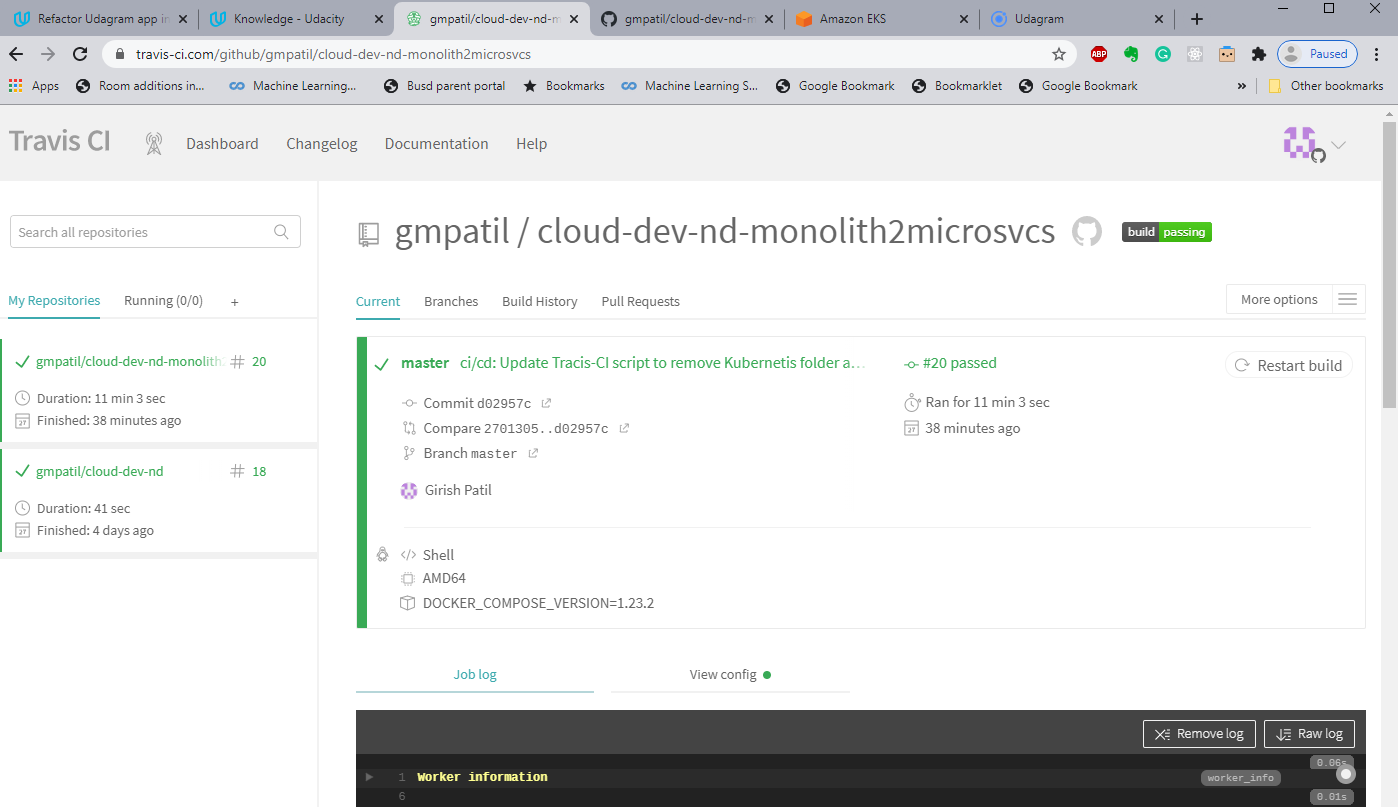 Refactor Udagram app in
Knowledge - Udacity
gmpatil/cloud-dev-nd-m
gmpatil/cloud-dev-nd-m
Amazon EKS
Udagram
travis-ci.com/github/gmpatil/cloud-dev-nd-monolith2microsvcs
ABP
Paused
Apps
Room additions in...
Machine Learning...
Busd parent portal
Bookmarks
Machine Learning S...
Google Bookmark
Bookmarklet
Google Bookmark
»
Other bookmarks
Travis CI
Dashboard
Changelog
Documentation
Help
Search all repositories
My Repositories
Running (0/0)
+
gmpatil/cloud-dev-nd-monolith
# 20
Duration: 11 min 3 sec
Finished: 38 minutes ago
gmpatil/cloud-dev-nd
# 18
Duration: 41 sec
Finished: 4 days ago
gmpatil / cloud-dev-nd-monolith2microsvcs
build passing
Current
Branches
Build History
Pull Requests
More options
master ci/cd: Update Tracis-CI script to remove Kubernetis folder a…
#20 passed
Restart build
Commit d02957c
Ran for 11 min 3 sec
Compare 2701305..d02957c
38 minutes ago
Branch master
Girish Patil
</> Shell
AMD64
DOCKER_COMPOSE_VERSION=1.23.2
Job log
View config
Remove log
Raw log
0.06s
1 Worker information
worker_info
6
0.01s